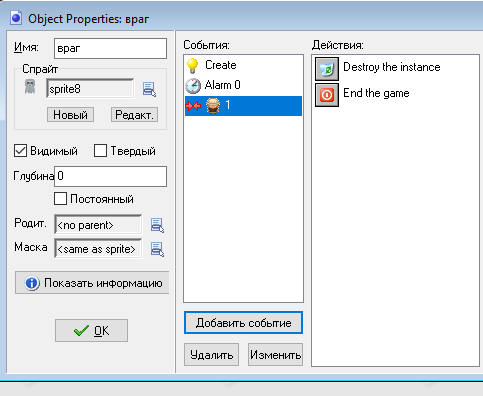 Object Properties: враг
Имя: враг
Спрайт
sprite8
Новый Редакт.
Видимый Твердый
Глубина 0
Постоянный
Родит. <no parent>
Маска <same as sprite>
Показать информацию
OK
События:
Create
Alarm 0
1
Добавить событие
Удалить Изменить
Действия:
Destroy the instance
End the game